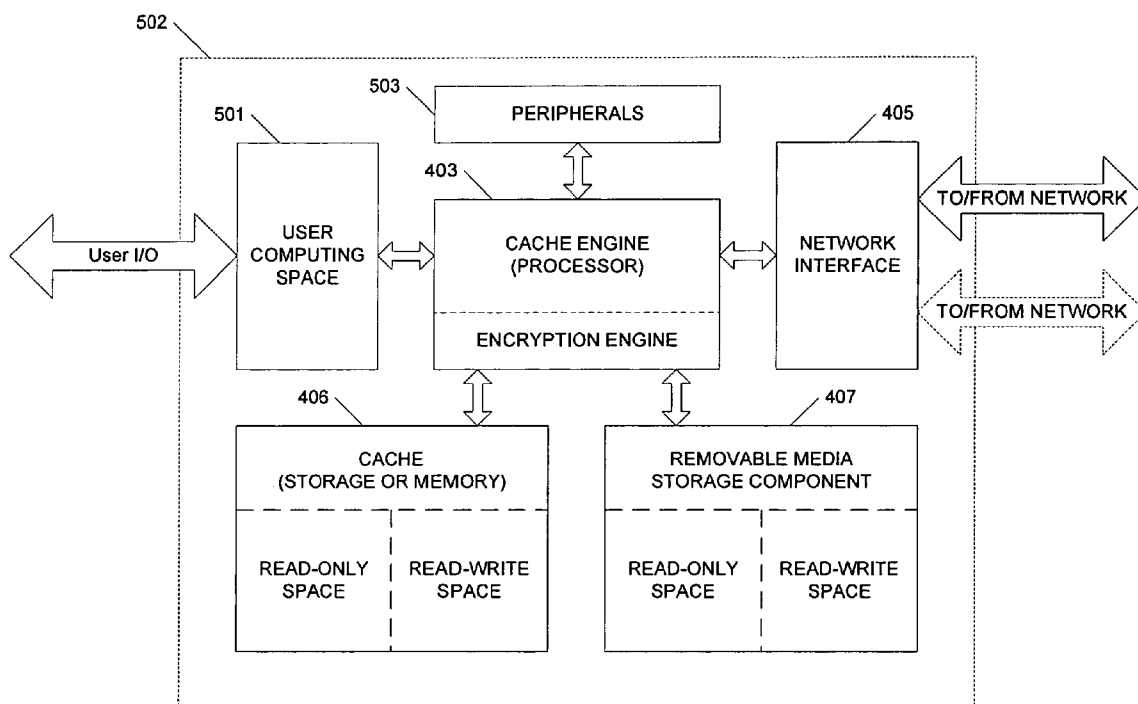 502
503
PERIPHERALS
501
405
403
USER
COMPUTING
SPACE
CACHE ENGINE
(PROCESSOR)
ENCRYPTION ENGINE
NETWORK
INTERFACE
User I/O
TO/FROM NETWORK
TO/FROM NETWORK
406
CACHE
(STORAGE OR MEMORY)
READ-ONLY
SPACE
READ-WRITE
SPACE
407
REMOVABLE MEDIA
STORAGE COMPONENT
READ-ONLY
SPACE
READ-WRITE
SPACE